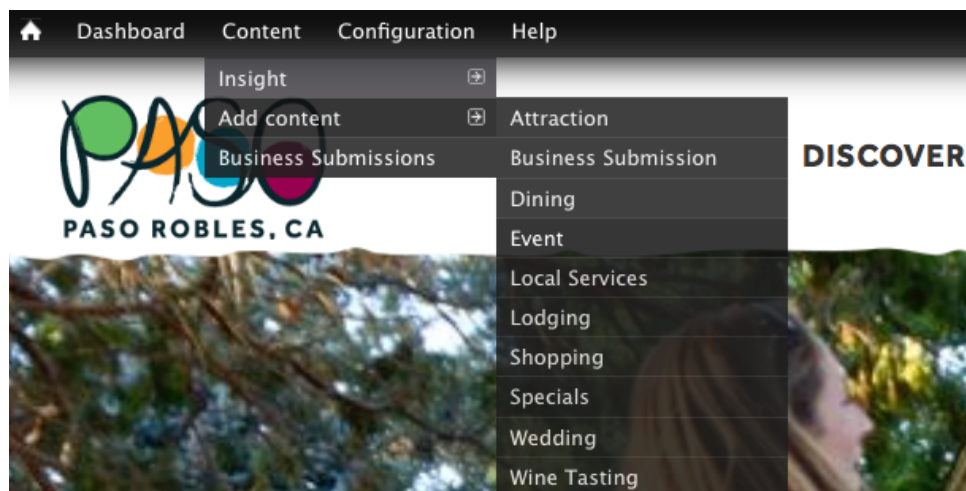 Dashboard Content Configuration Help
Insight
Add content
Business Submissions
Attraction
Business Submission
Dining
Event
Local Services
Lodging
Shopping
Specials
Wedding
Wine Tasting
PASO
PASO ROBLES, CA
DISCOVER